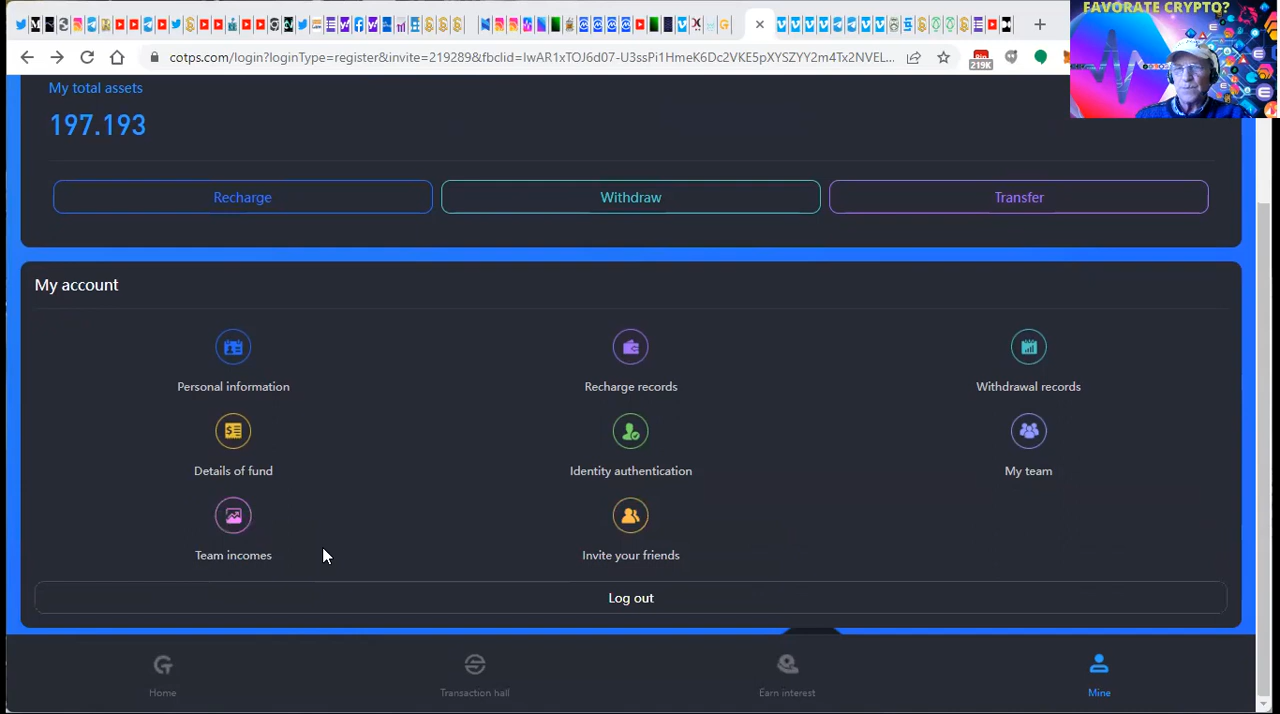 FAVORATE CRYPTO?
cotps.com/login?loginType=register&invite=219289&fbclid=IwAR1-IOJ6d07-U3ssPi1HmeK6Dc2VKE5pXYSZYY2m4Tx2NVEL...
219K
My total assets
197.193
Recharge
Withdraw
Transfer
My account
Personal information
Recharge records
Withdrawal records
Details of fund
Identity authentication
My team
Team incomes
Invite your friends
Log out
Home
Transaction hall
Earn interest
Mine